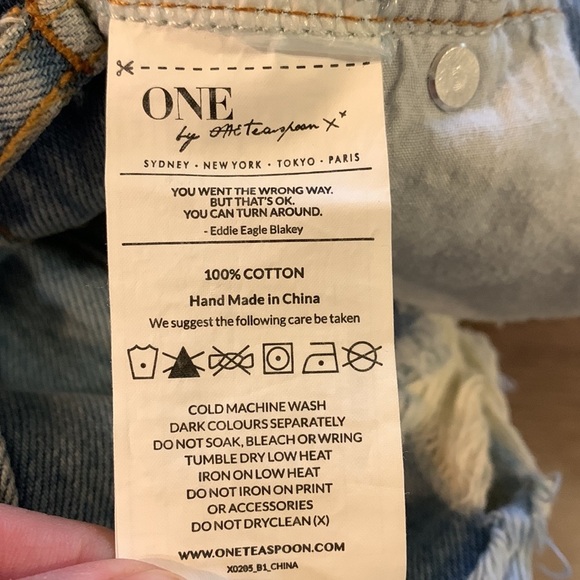 ONE
by one teaspoon xx
SYDNEY · NEW YORK · TOKYO · PARIS
YOU WENT THE WRONG WAY.
BUT THAT'S OK.
YOU CAN TURN AROUND.
- Eddie Eagle Blakey
100% COTTON
Hand Made in China
We suggest the following care be taken
COLD MACHINE WASH
DARK COLOURS SEPARATELY
DO NOT SOAK, BLEACH OR WRING
TUMBLE DRY LOW HEAT
IRON ON LOW HEAT
DO NOT IRON ON PRINT
OR ACCESSORIES
DO NOT DRYCLEAN (X)
WWW.ONETEASPOON.COM
X0205_B1_CHINA